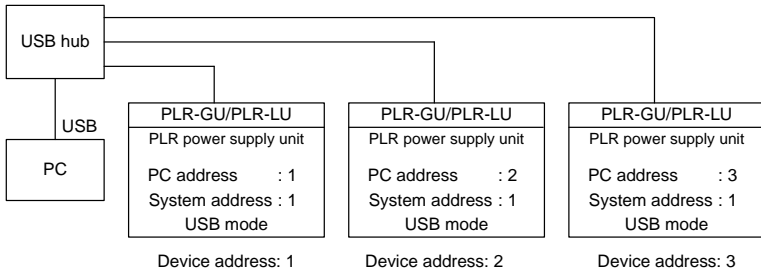 USB hub
USB
PC
PLR-GU/PLR-LU
PLR power supply unit
PC address : 1
System address : 1
USB mode
Device address: 1
PLR-GU/PLR-LU
PLR power supply unit
PC address : 2
System address : 1
USB mode
Device address: 2
PLR-GU/PLR-LU
PLR power supply unit
PC address : 3
System address : 1
USB mode
Device address: 3